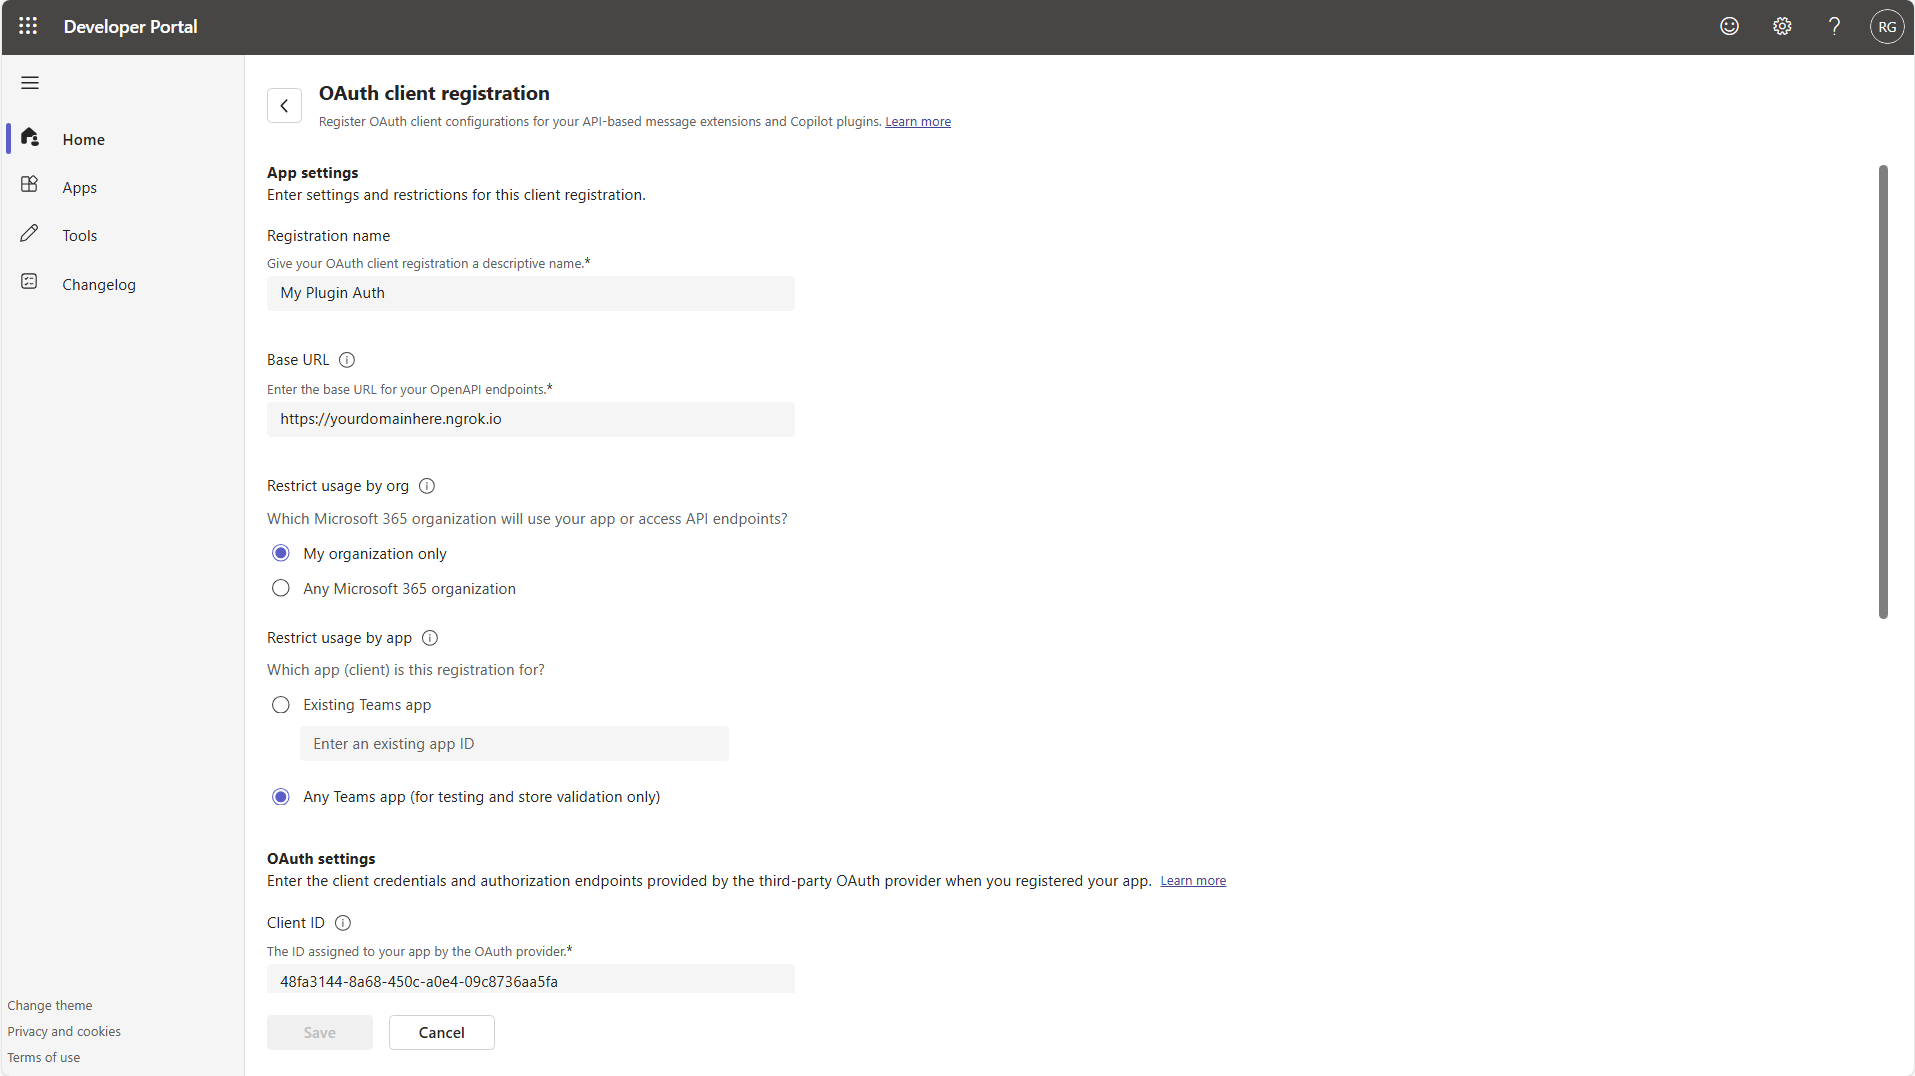 Developer Portal
RG
Home
Apps
Tools
Changelog
Change theme
Privacy and cookies
Terms of use
OAuth client registration
Register OAuth client configurations for your API-based message extensions and Copilot plugins. Learn more
App settings
Enter settings and restrictions for this client registration.
Registration name
Give your OAuth client registration a descriptive name.*
My Plugin Auth
Base URL
Enter the base URL for your OpenAPI endpoints.*
https://yourdomainhere.ngrok.io
Restrict usage by org
Which Microsoft 365 organization will use your app or access API endpoints?
My organization only
Any Microsoft 365 organization
Restrict usage by app
Which app (client) is this registration for?
Existing Teams app
Enter an existing app ID
Any Teams app (for testing and store validation only)
OAuth settings
Enter the client credentials and authorization endpoints provided by the third-party OAuth provider when you registered your app. Learn more
Client ID
The ID assigned to your app by the OAuth provider.*
48fa3144-8a68-450c-a0e4-09c8736aa5fa
Save
Cancel